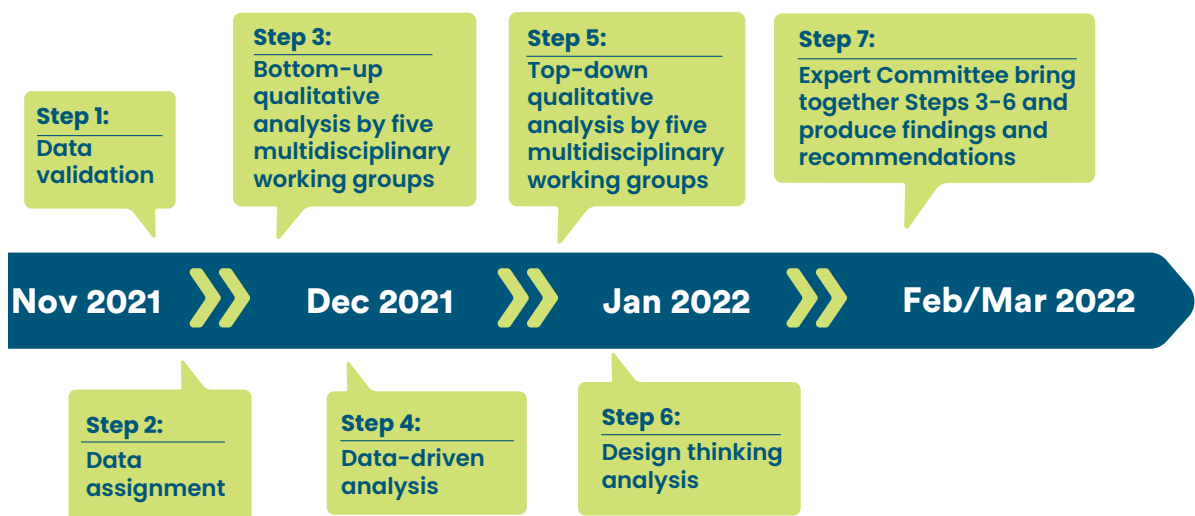 Step 1:
Data
validation
Step 3:
Bottom-up
qualitative
analysis by five
multidisciplinary
working groups
Step 5:
Top-down
qualitative
analysis by five
multidisciplinary
working groups
Step 7:
Expert Committee bring
together Steps 3-6 and
produce findings and
recommendations
Nov 2021
Dec 2021
Jan 2022
Feb/Mar 2022
Step 2:
Data
assignment
Step 4:
Data-driven
analysis
Step 6:
Design thinking
analysis